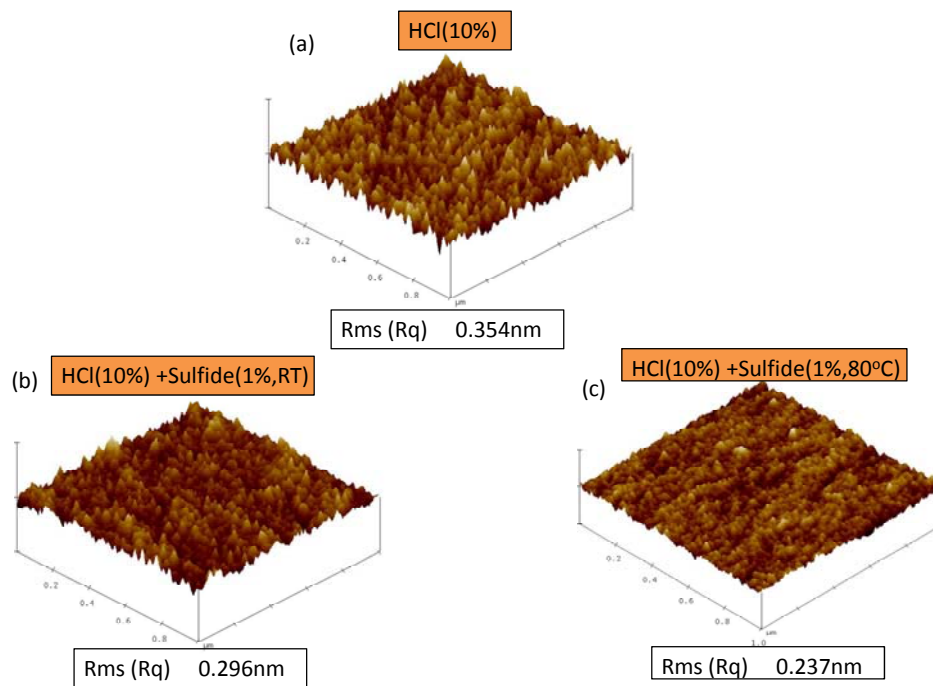 (a)
HCl(10%)
0.2
0.4
0.6
0.8
µm
Rms (Rq) 0.354nm
(b)
HCl(10%) +Sulfide(1%,RT)
0.2
0.4
0.6
0.8
µm
Rms (Rq) 0.296nm
(c)
HCl(10%) +Sulfide(1%,80ºC)
0.2
0.4
0.6
0.8
1.0
µm
Rms (Rq) 0.237nm